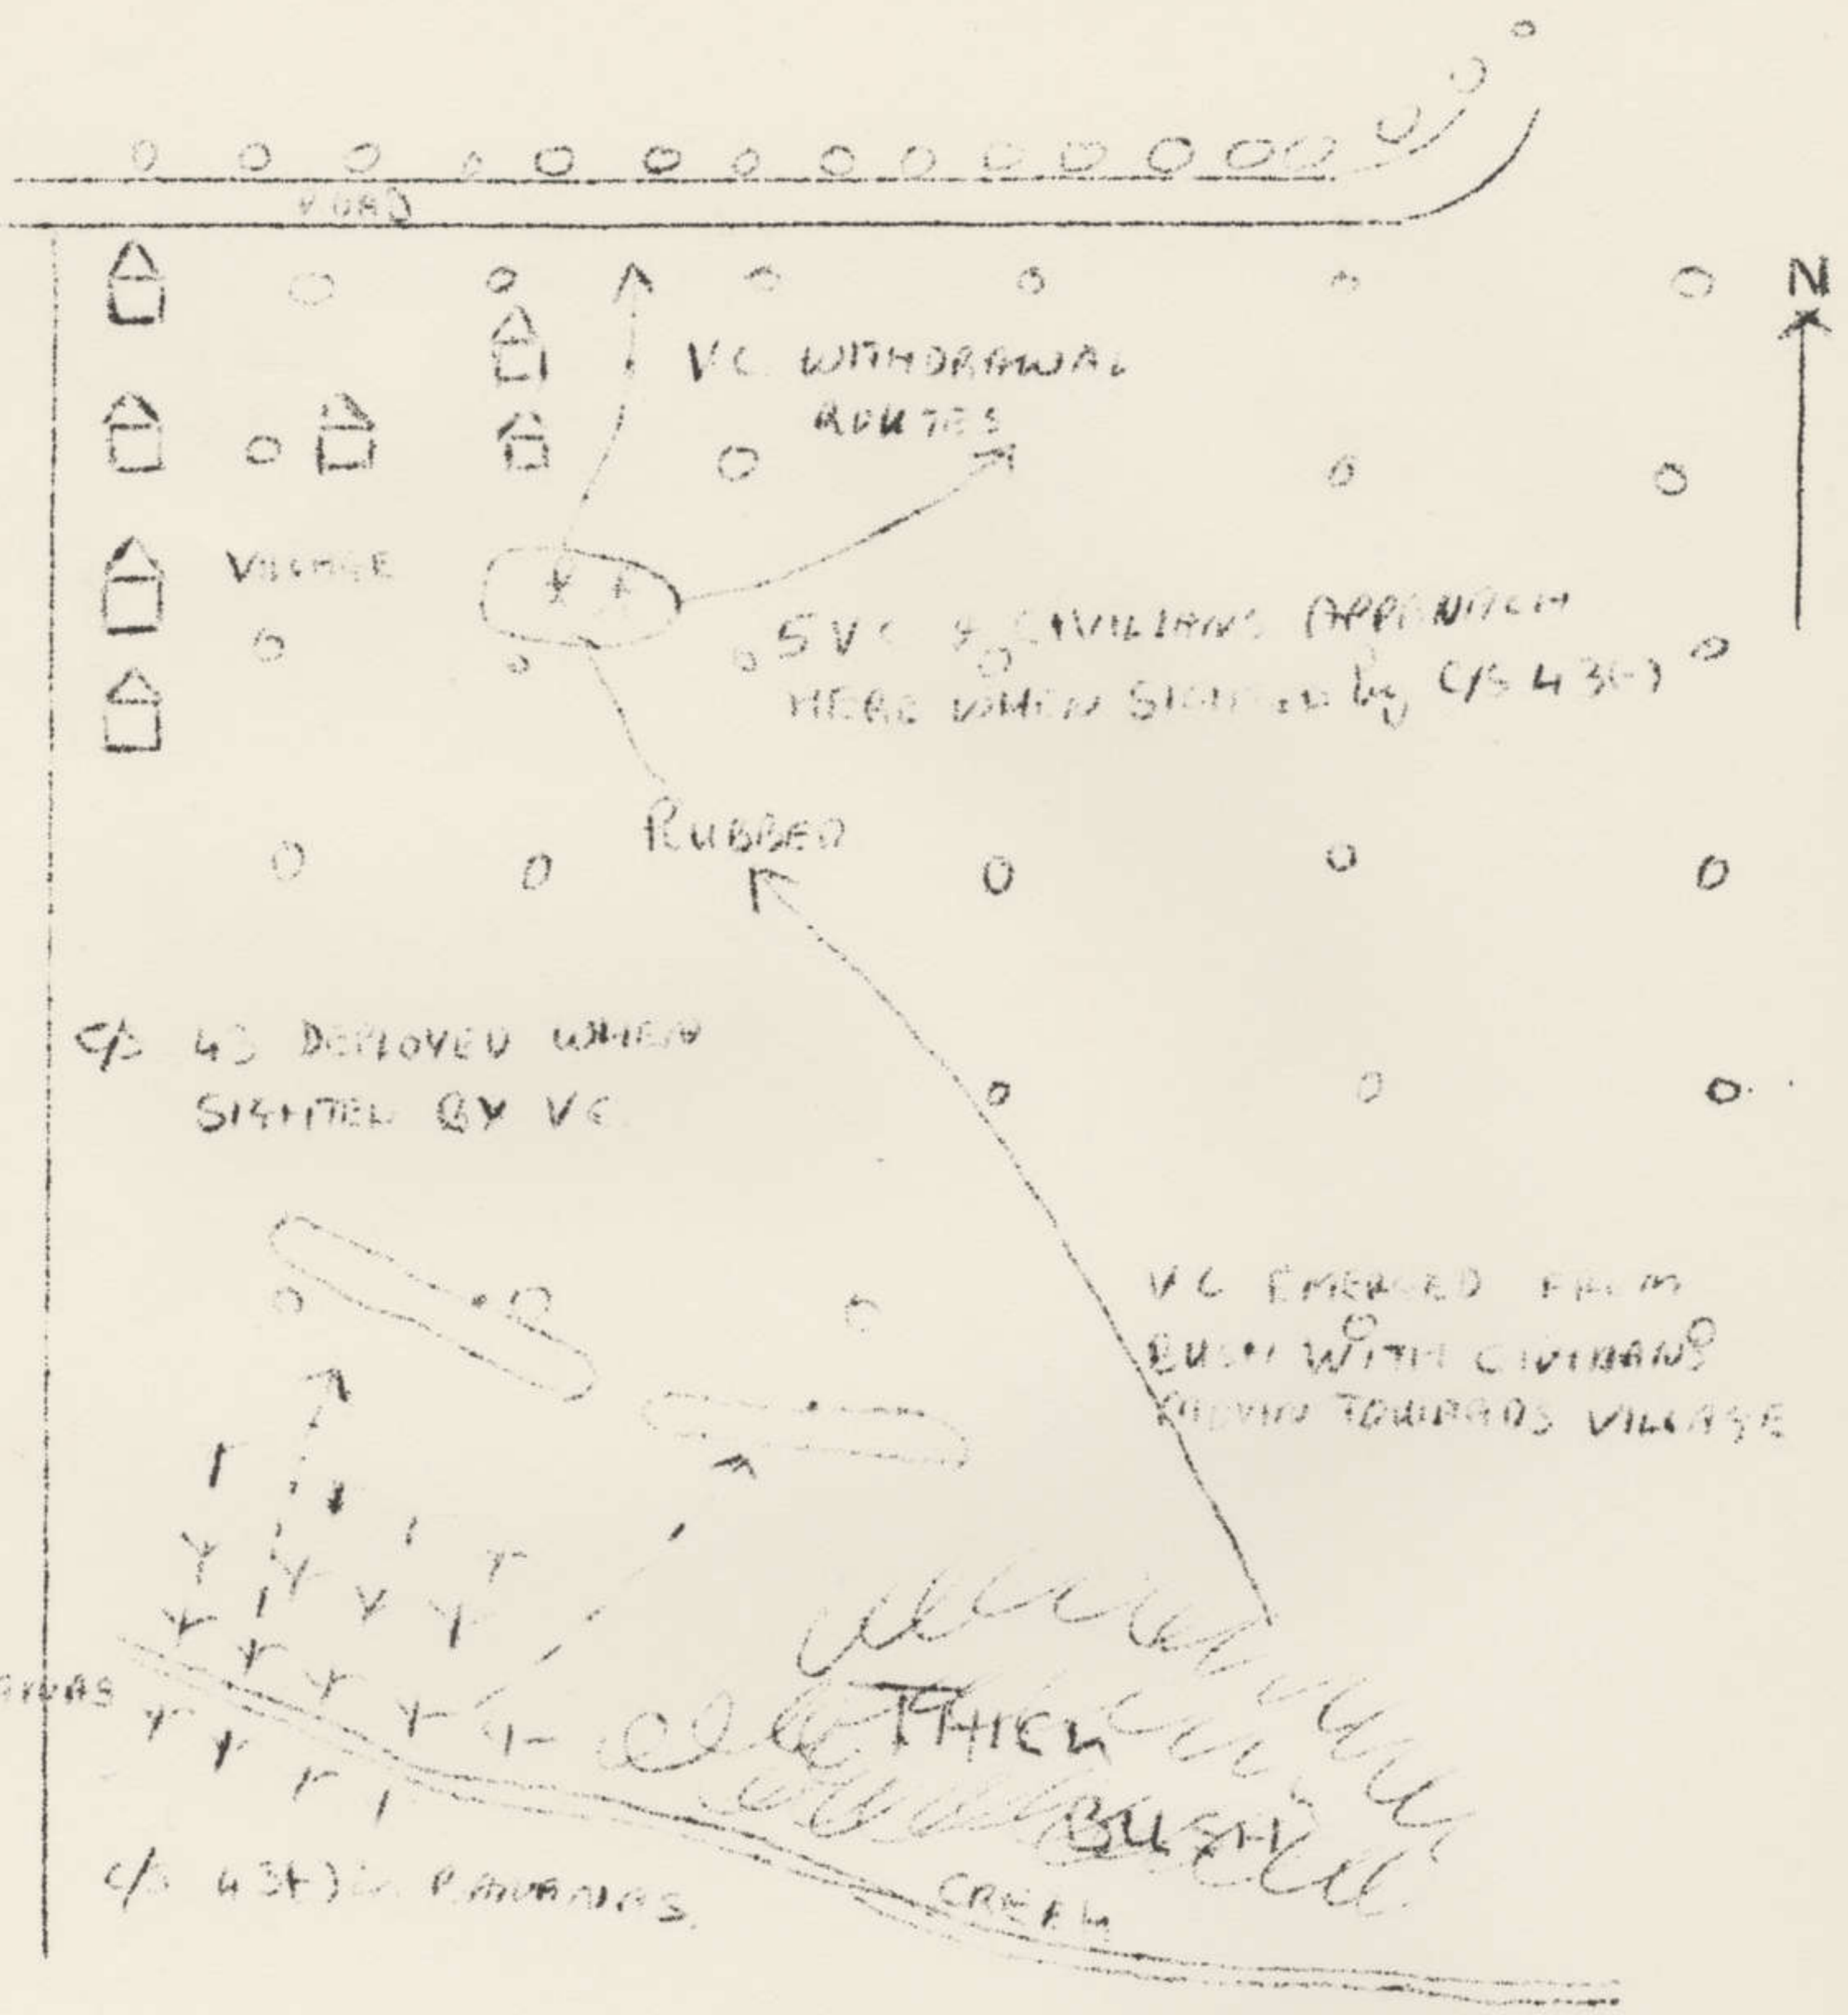 ROAD
N
VC WITHDRAWAL
ROUTES
VILLAGE
5 VC & CIVILIANS APPROACH
HERE WHEN SIGHTED by C/S 43(-)
RUBBER
C/S 43 DEPLOYED WHEN
SIGHTED BY VC
VC EMERGED FROM
BUSH WITH CIVILIANS
TOWARDS VILLAGE
THICK
BUSH
C/S 43(-) in BANANAS
CREEK